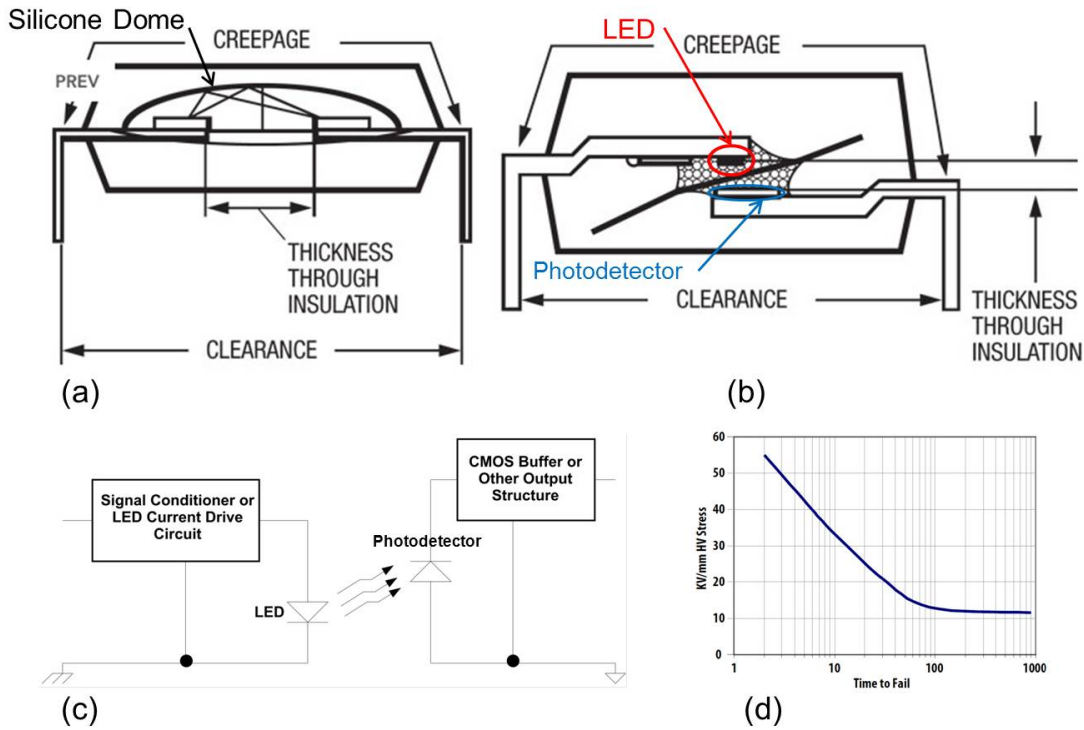 Silicone Dome
CREEPAGE
PREV
THICKNESS
THROUGH
INSULATION
CLEARANCE
(a)
LED
CREEPAGE
Photodetector
CLEARANCE
THICKNESS
THROUGH
INSULATION
(b)
Signal Conditioner or
LED Current Drive
Circuit
LED
Photodetector
CMOS Buffer or
Other Output
Structure
(c)
KV/mm HV Stress
60
50
40
30
20
10
0
1
10
100
1000
Time to Fail
(d)